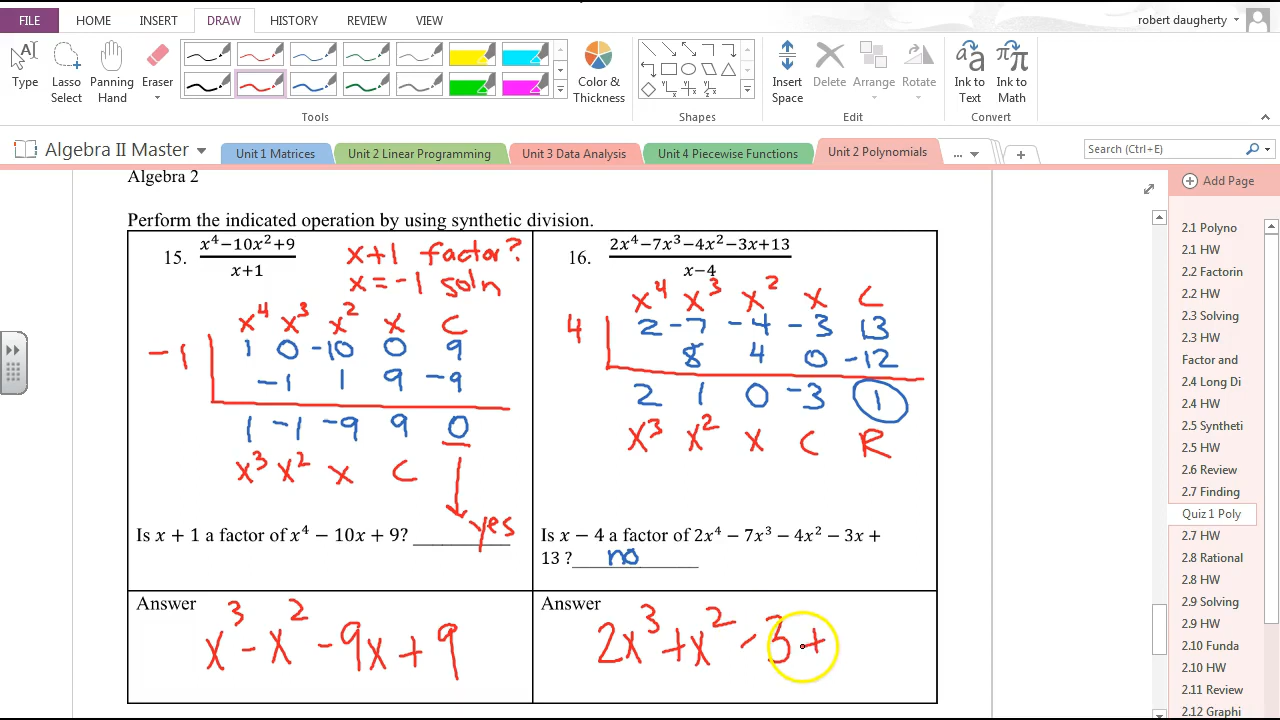 FILE HOME INSERT DRAW HISTORY REVIEW VIEW robert daugherty
Type Lasso Select Panning Hand Eraser Color & Thickness Insert Space Delete Arrange Rotate Ink to Text Ink to Math
Tools Shapes Edit Convert
Algebra II Master Unit 1 Matrices Unit 2 Linear Programming Unit 3 Data Analysis Unit 4 Piecewise Functions Unit 2 Polynomials ... Search (Ctrl+E)
Add Page
Algebra 2
Perform the indicated operation by using synthetic division.
15. (x⁴−10x²+9)/(x+1)
x+1 factor?
x=-1 soln
x⁴ x³ x² x C
-1 | 1 0 -10 0 9
-1 1 9 -9
1 -1 -9 9 0
x³ x² x C
Is x + 1 a factor of x⁴ − 10x + 9? yes
Answer
x³ - x² - 9x + 9
16. (2x⁴−7x³−4x²−3x+13)/(x−4)
x⁴ x³ x² x C
4 | 2 -7 -4 -3 13
8 4 0 -12
2 1 0 -3 1
x³ x² x C R
Is x − 4 a factor of 2x⁴ − 7x³ − 4x² − 3x +
13 ? no
Answer
2x³ + x² - 3 +
2.1 Polyno
2.1 HW
2.2 Factorin
2.2 HW
2.3 Solving
2.3 HW
Factor and
2.4 Long Di
2.4 HW
2.5 Syntheti
2.5 HW
2.6 Review
2.7 Finding
Quiz 1 Poly
2.7 HW
2.8 Rational
2.8 HW
2.9 Solving
2.9 HW
2.10 Funda
2.10 HW
2.11 Review
2.12 Graphi